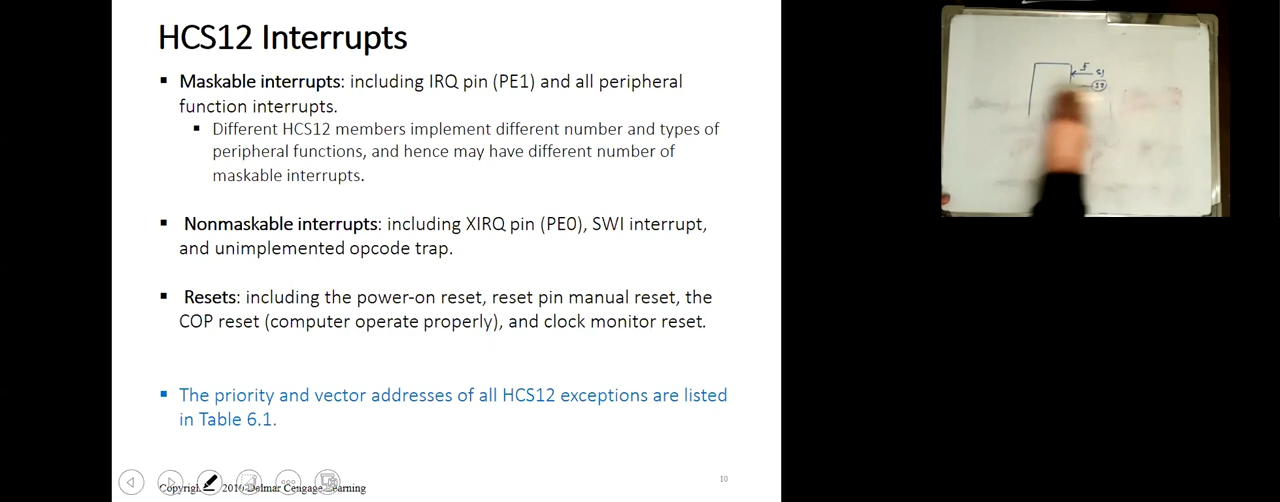 HCS12 Interrupts
▪ Maskable interrupts: including IRQ pin (PE1) and all peripheral
function interrupts.
▪ Different HCS12 members implement different number and types of
peripheral functions, and hence may have different number of
maskable interrupts.
▪ Nonmaskable interrupts: including XIRQ pin (PE0), SWI interrupt,
and unimplemented opcode trap.
▪ Resets: including the power-on reset, reset pin manual reset, the
COP reset (computer operate properly), and clock monitor reset.
▪ The priority and vector addresses of all HCS12 exceptions are listed
in Table 6.1.
10